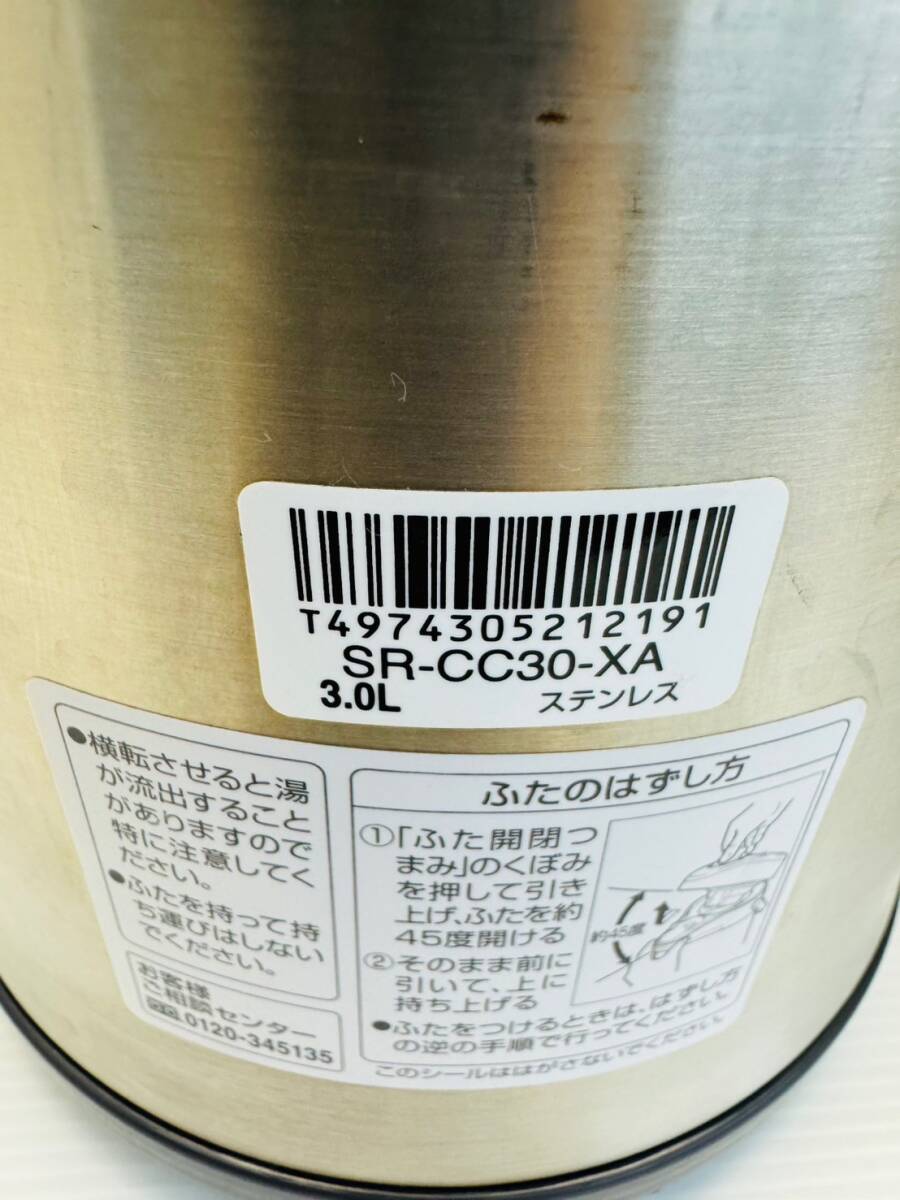 T4974305212191
SR-CC30-XA
3.0L ステンレス
●横転させると湯
が流出すること
がありますので
特に注意してく
ださい。
●ふたを持って持
ち運びはしない
でください。
お客様
ご相談センター
0120-345135
ふたのはずし方
①「ふた開閉つ
まみ」のくぼみ
を押して引き
上げ、ふたを約
45度開ける
②そのまま前に
引いて、上に
持ち上げる
約45度
●ふたをつけるときは、はずし方
の逆の手順で行ってください。
このシールははがさないでください。